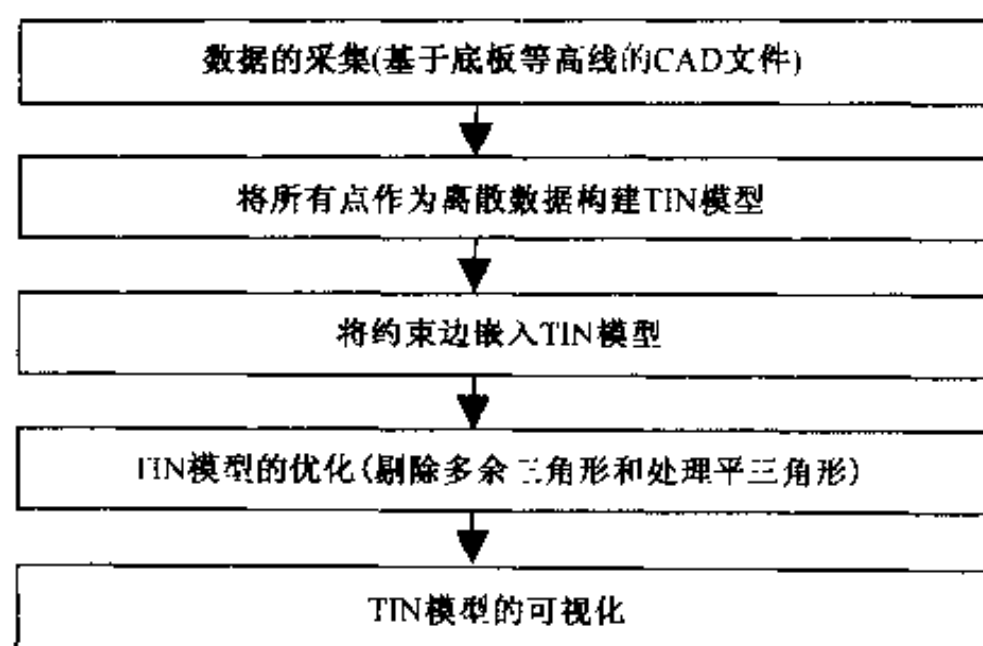 数据的采集(基于底板等高线的CAD文件)
将所有点作为离散数据构建TIN模型
将约束边嵌入TIN模型
TIN模型的优化(剔除多余三角形和处理平三角形)
TIN模型的可视化